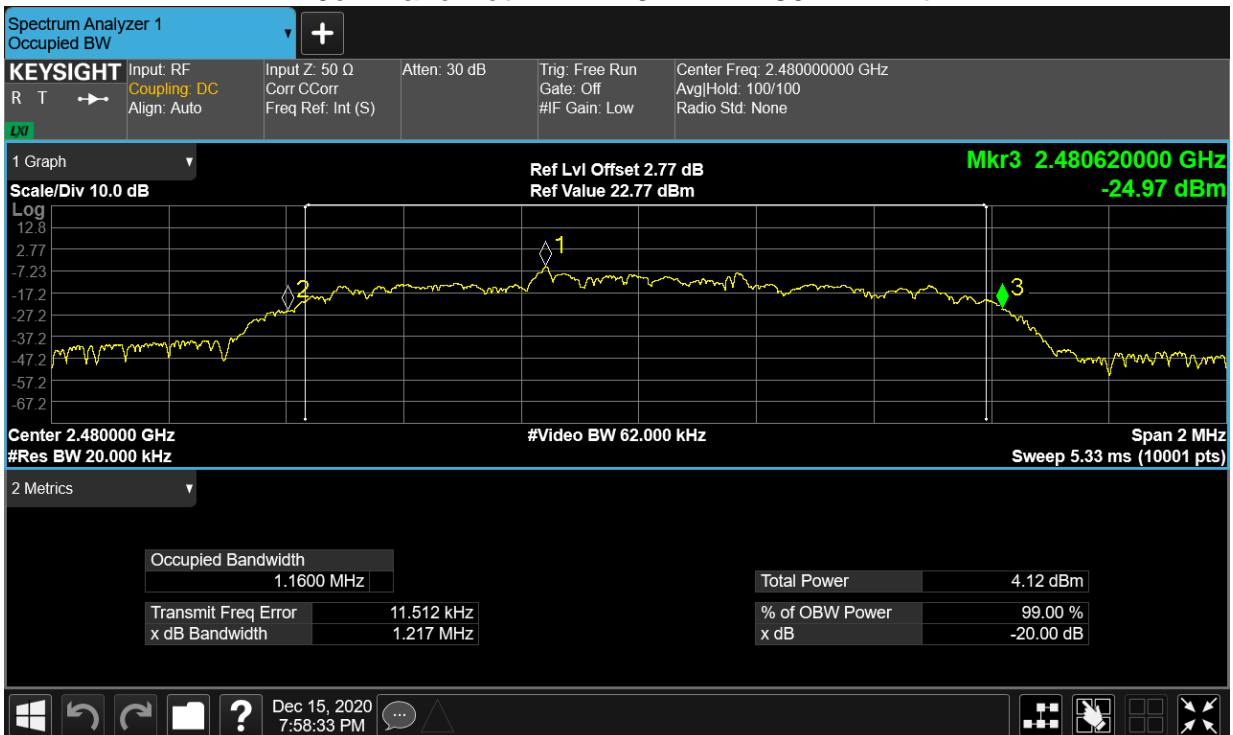 Spectrum Analyzer 1
Occupied BW
+
KEYSIGHT
R T
LXI
Input: RF
Coupling: DC
Align: Auto
Input Z: 50 Ω
Corr CCorr
Freq Ref: Int (S)
Atten: 30 dB
Trig: Free Run
Gate: Off
#IF Gain: Low
Center Freq: 2.480000000 GHz
Avg|Hold: 100/100
Radio Std: None
1 Graph
Scale/Div 10.0 dB
Ref Lvl Offset 2.77 dB
Ref Value 22.77 dBm
Mkr3 2.480620000 GHz
-24.97 dBm
Log
12.8
2.77
-7.23
-17.2
-27.2
-37.2
-47.2
-57.2
-67.2
1
2
3
Center 2.480000 GHz
#Video BW 62.000 kHz
Span 2 MHz
#Res BW 20.000 kHz
Sweep 5.33 ms (10001 pts)
2 Metrics
Occupied Bandwidth
1.1600 MHz
Total Power 4.12 dBm
Transmit Freq Error 11.512 kHz
% of OBW Power 99.00 %
x dB Bandwidth 1.217 MHz
x dB -20.00 dB
?
Dec 15, 2020
7:58:33 PM